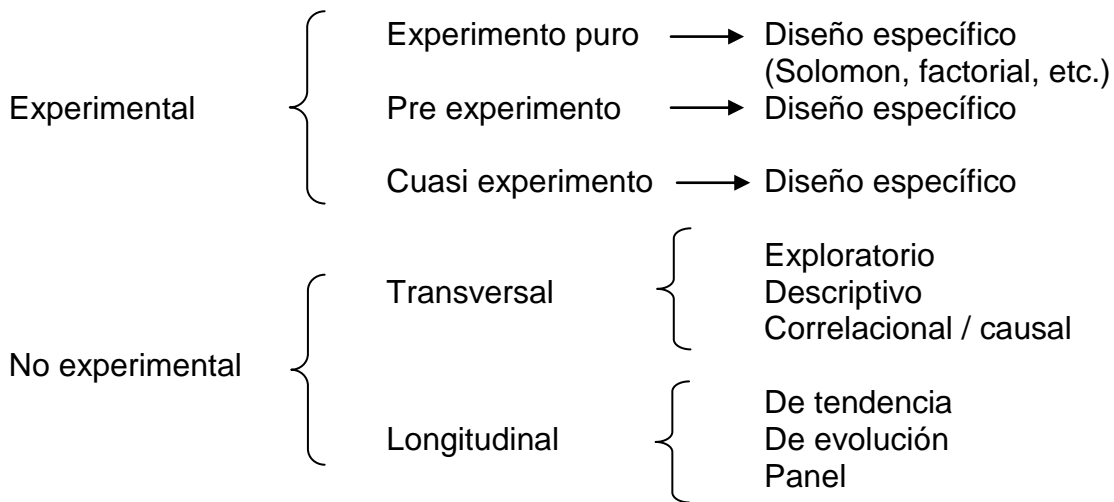 Experimental
Experimento puro Diseño específico
(Solomon, factorial, etc.)
Pre experimento Diseño específico
Cuasi experimento Diseño específico
No experimental
Transversal
Exploratorio
Descriptivo
Correlacional / causal
Longitudinal
De tendencia
De evolución
Panel